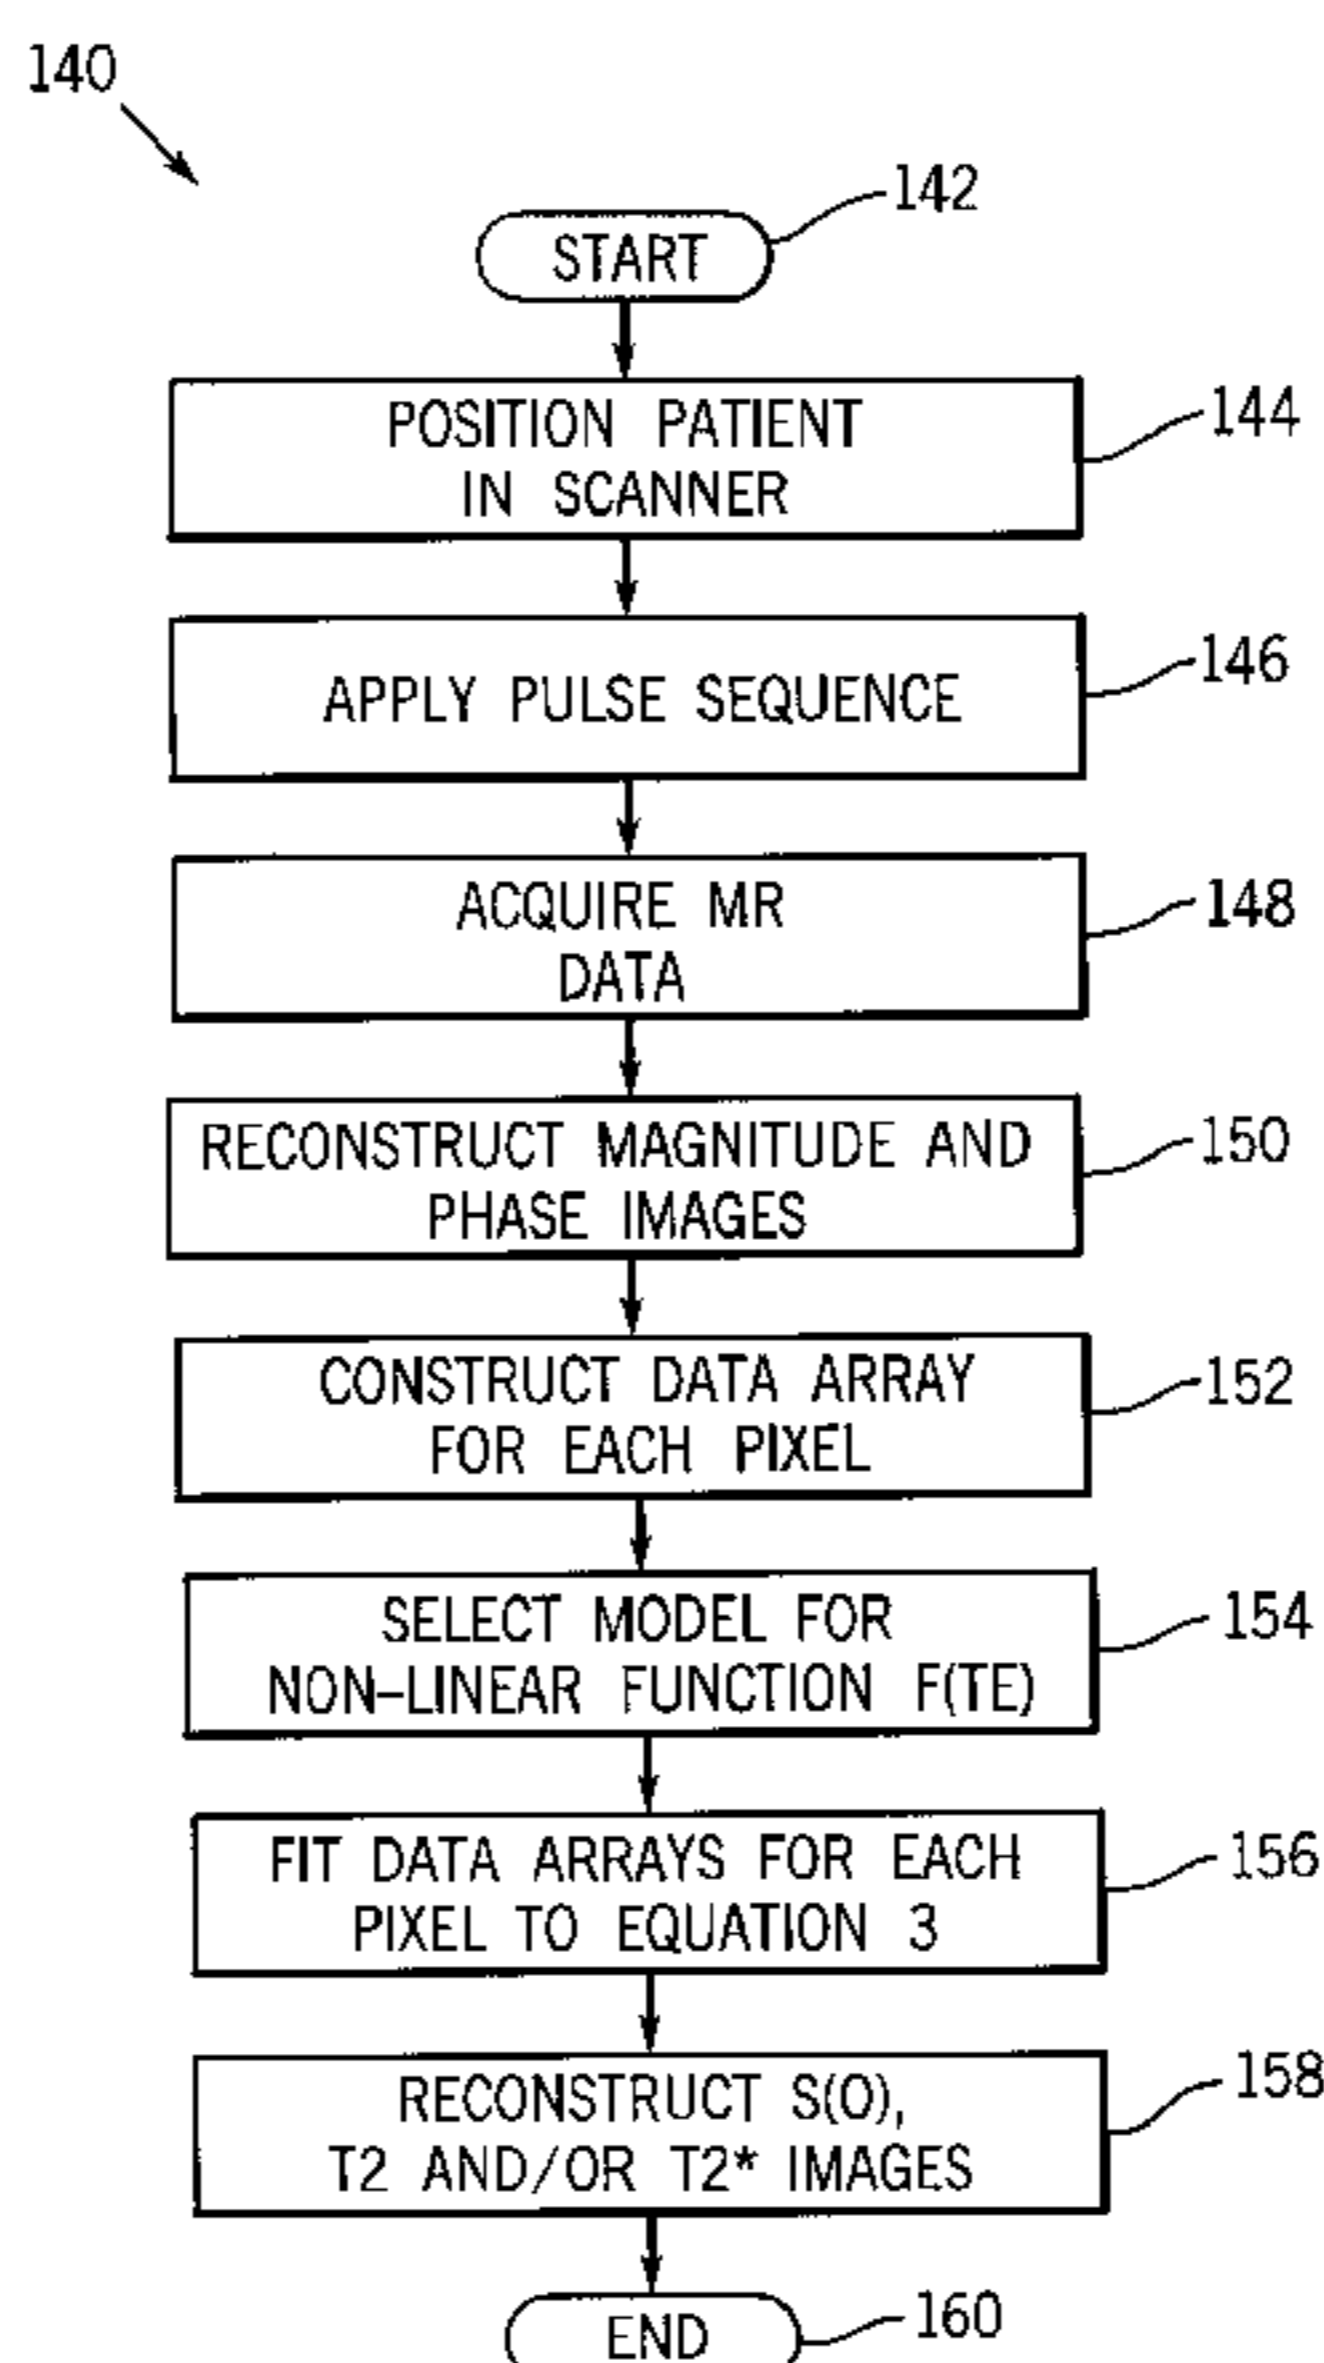 140
142
START
POSITION PATIENT
IN SCANNER
144
APPLY PULSE SEQUENCE
146
ACQUIRE MR
DATA
148
RECONSTRUCT MAGNITUDE AND
PHASE IMAGES
150
CONSTRUCT DATA ARRAY
FOR EACH PIXEL
152
SELECT MODEL FOR
NON-LINEAR FUNCTION F(TE)
154
FIT DATA ARRAYS FOR EACH
PIXEL TO EQUATION 3
156
RECONSTRUCT S(O),
T2 AND/OR T2* IMAGES
158
END
160